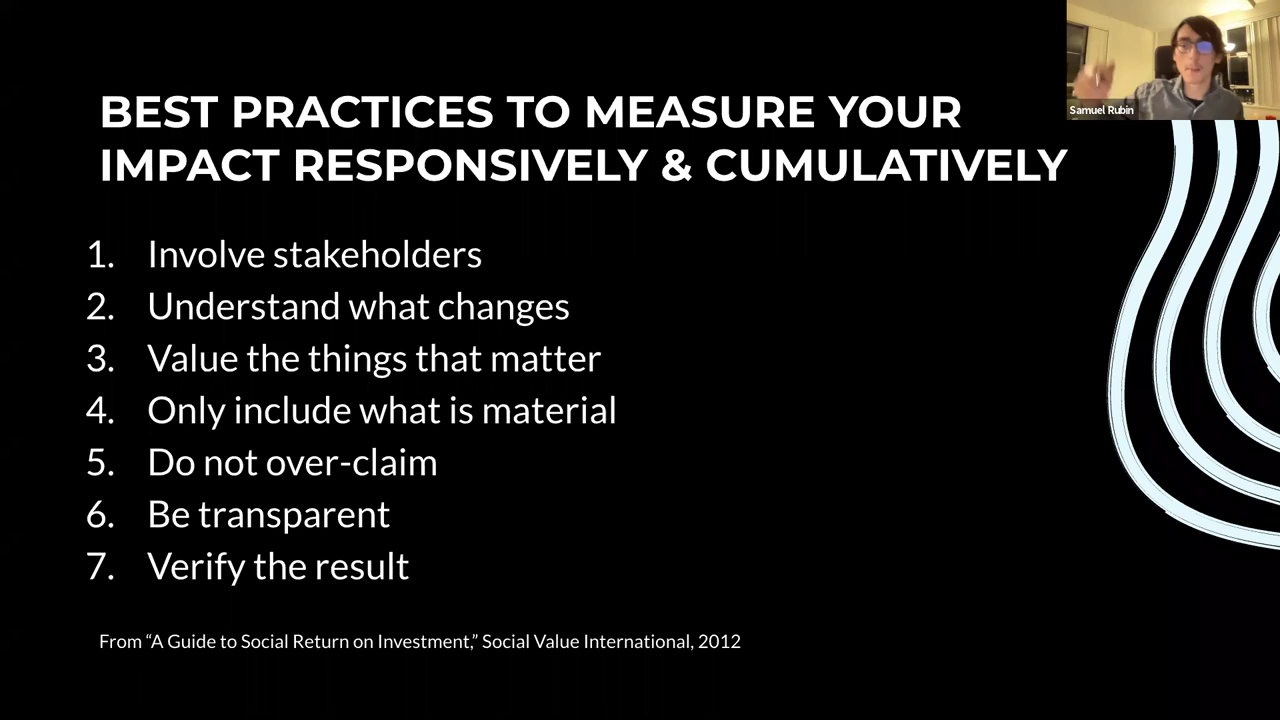 BEST PRACTICES TO MEASURE YOUR
IMPACT RESPONSIVELY & CUMULATIVELY
1. Involve stakeholders
2. Understand what changes
3. Value the things that matter
4. Only include what is material
5. Do not over-claim
6. Be transparent
7. Verify the result
From “A Guide to Social Return on Investment,” Social Value International, 2012
Samuel Rubin